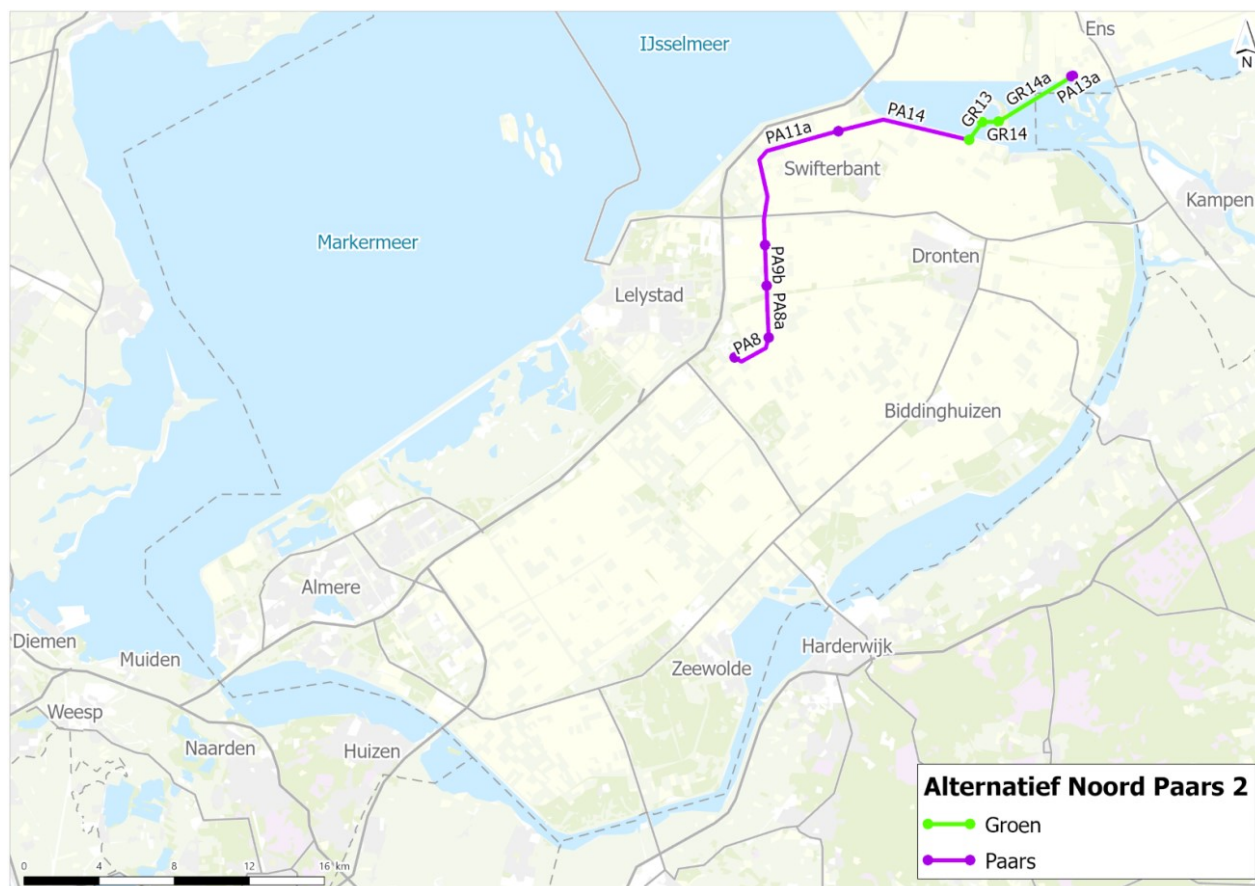 IJsselmeer
Ens
N
GR14a
PA13a
GR13
GR14
PA14
PA11a
Swifterbant
Kampen
Markermeer
Dronten
PA9b
Lelystad
PA8a
PA8
Biddinghuizen
Almere
Diemen
Muiden
Harderwijk
Zeewolde
Weesp
Naarden
Huizen
Alternatief Noord Paars 2
Groen
Paars
0 4 8 12 16 km